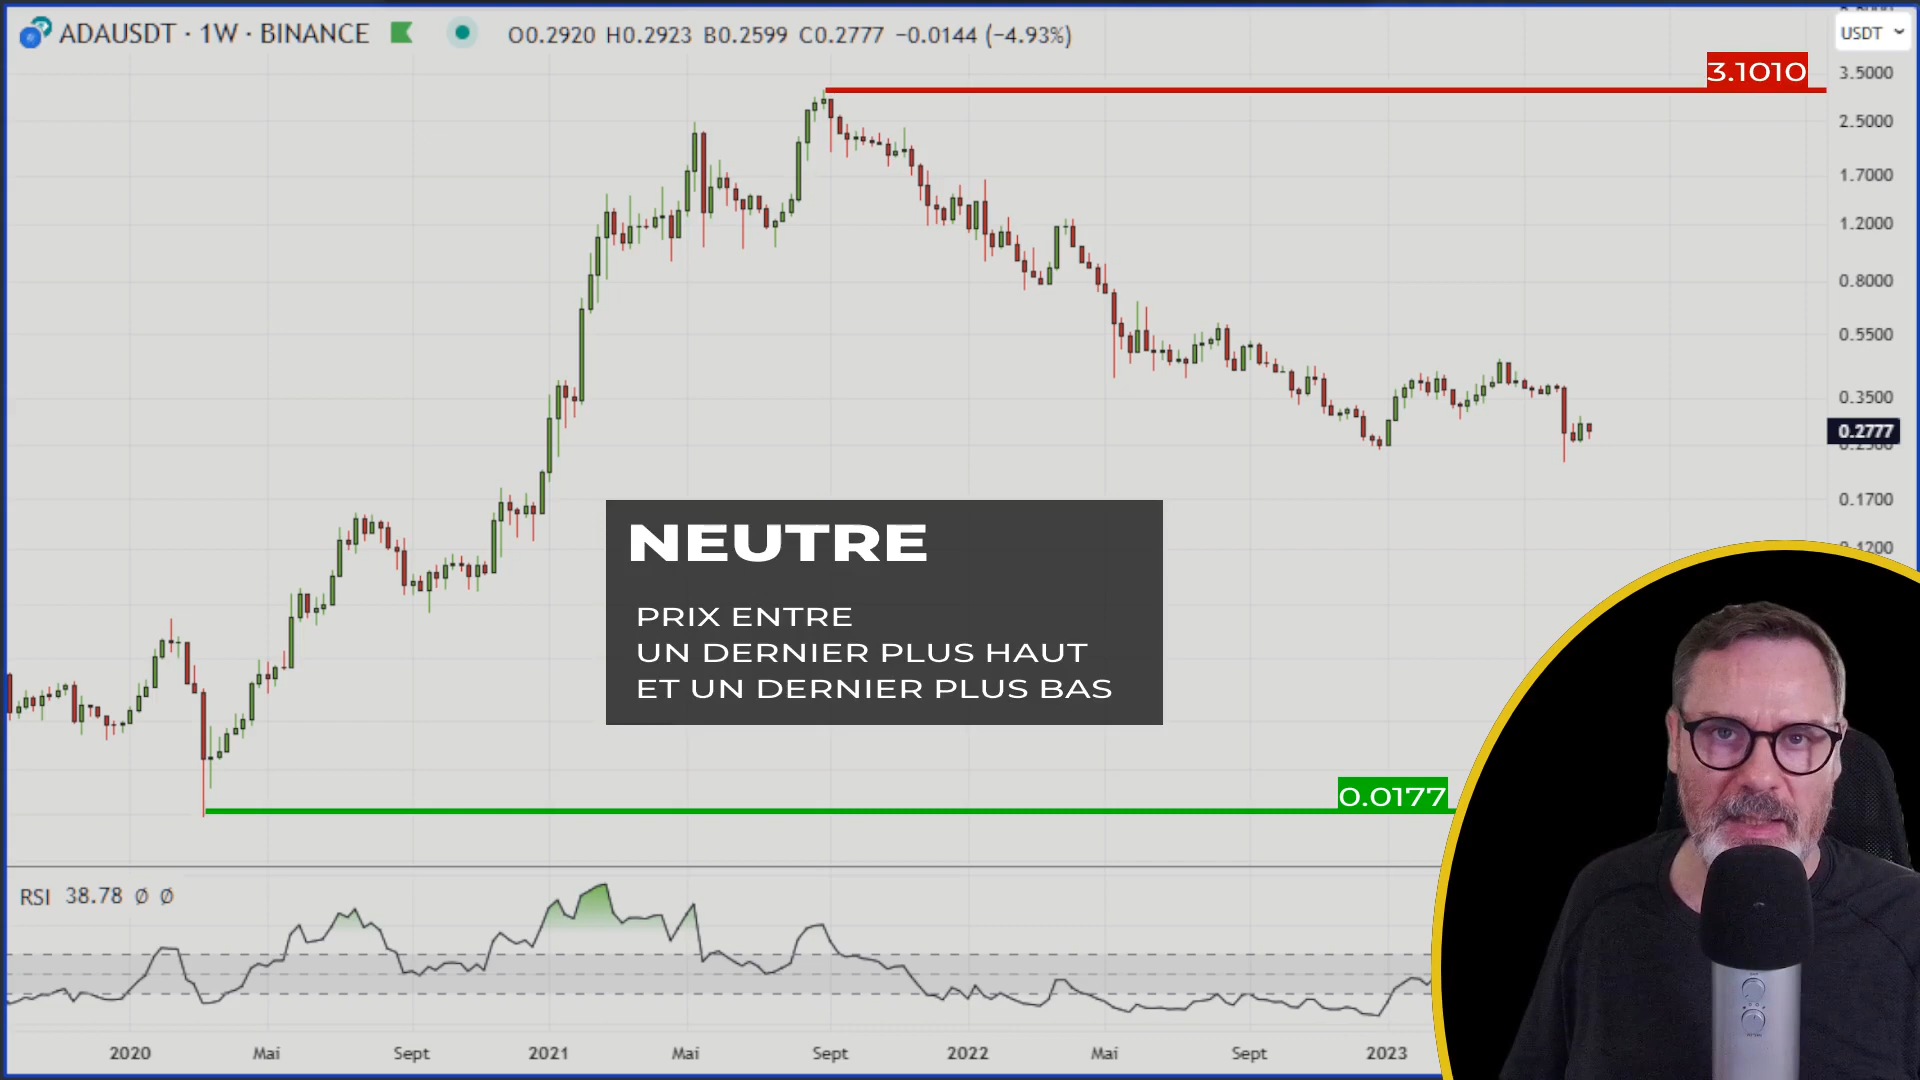 ADAUSDT · 1W · BINANCE
O0.2920 H0.2923 B0.2599 C0.2777 −0.0144 (−4.93%)
USDT
3.1010
3.5000
2.5000
1.7000
1.2000
0.8000
0.5500
0.3500
0.2777
0.1700
0.1200
NEUTRE
PRIX ENTRE
UN DERNIER PLUS HAUT
ET UN DERNIER PLUS BAS
0.0177
RSI 38.78 Ø Ø
2020 Mai Sept 2021 Mai Sept 2022 Mai Sept 2023